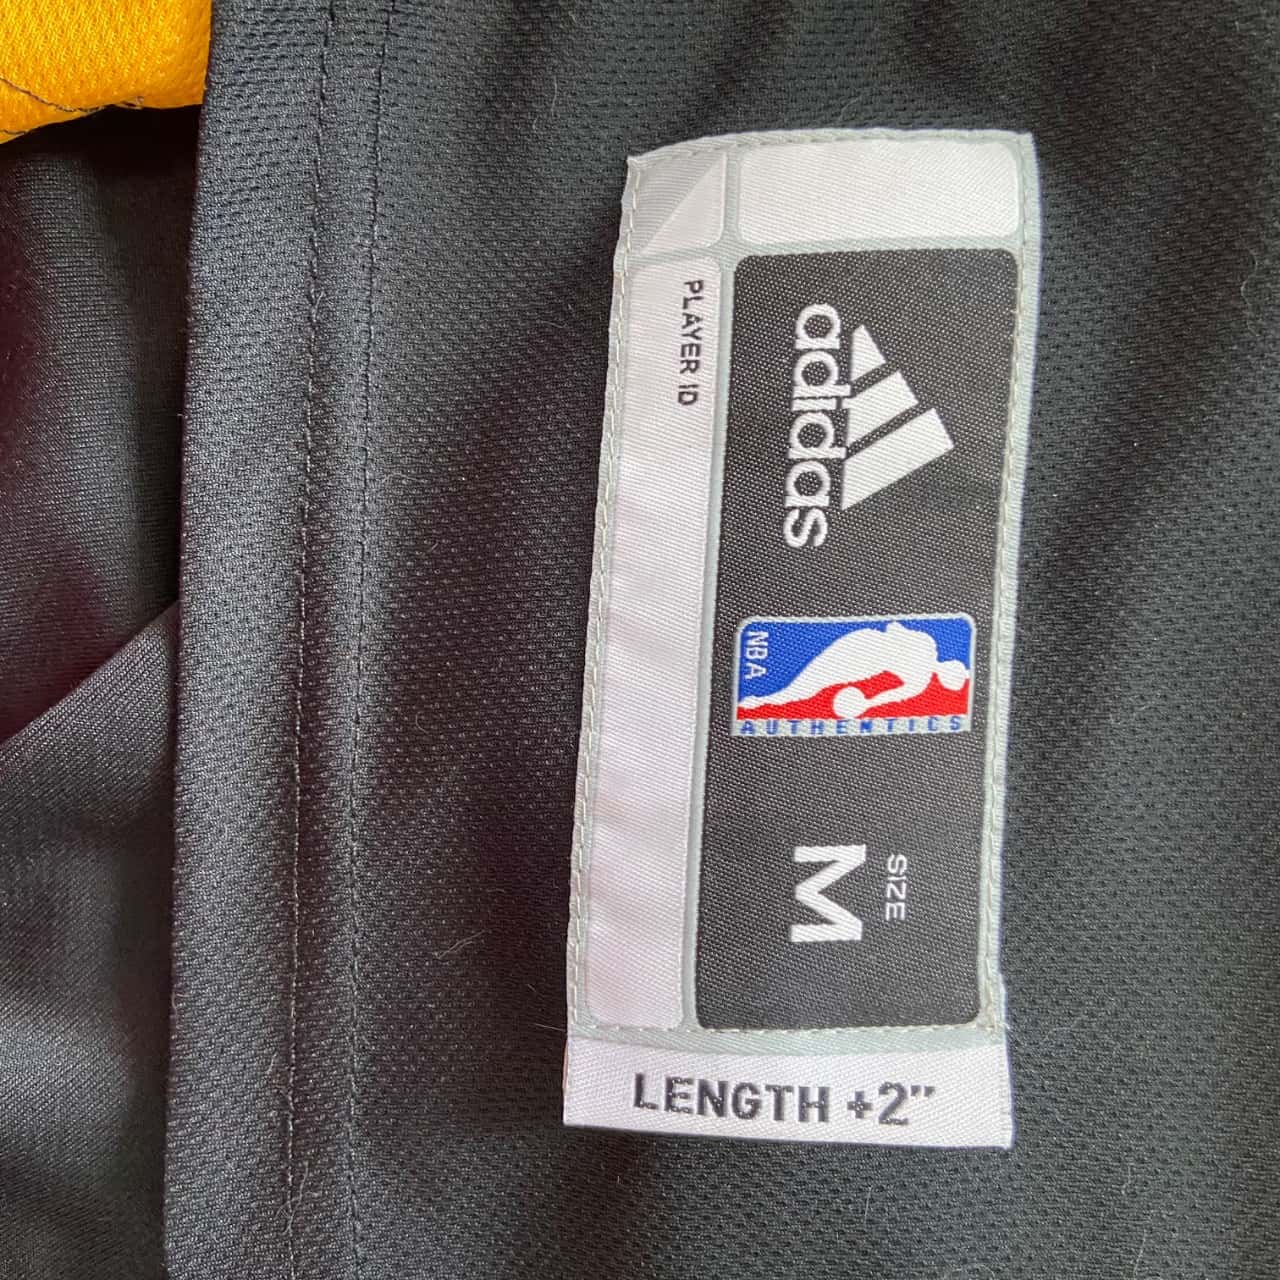 PLAYER ID
adidas
NBA
AUTHENTICS
SIZE
M
LENGTH +2"